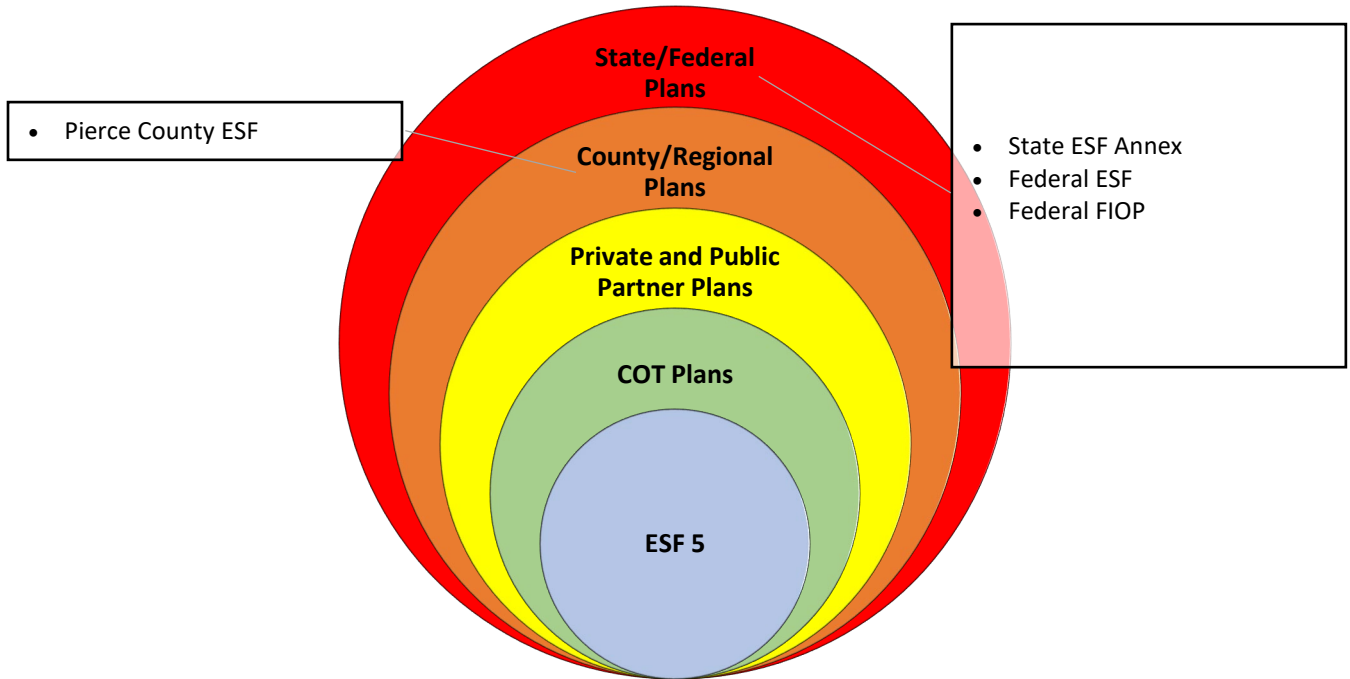 State/Federal
Plans
• Pierce County ESF
County/Regional
Plans
• State ESF Annex
• Federal ESF
• Federal FIOP
Private and Public
Partner Plans
COT Plans
ESF 5